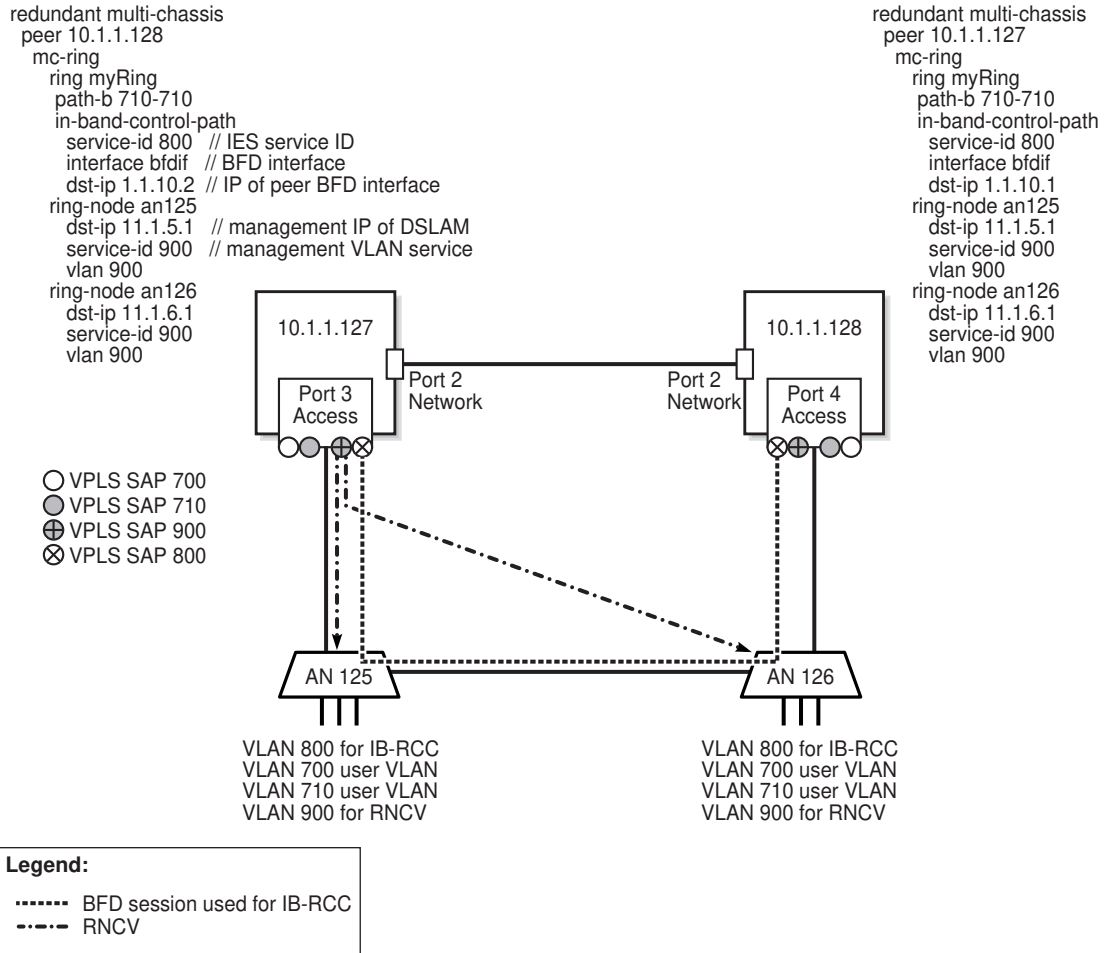 redundant multi-chassis
peer 10.1.1.128
mc-ring
ring myRing
path-b 710-710
in-band-control-path
service-id 800 // IES service ID
interface bfdif // BFD interface
dst-ip 1.1.10.2 // IP of peer BFD interface
ring-node an125
dst-ip 11.1.5.1 // management IP of DSLAM
service-id 900 // management VLAN service
vlan 900
ring-node an126
dst-ip 11.1.6.1
service-id 900
vlan 900
redundant multi-chassis
peer 10.1.1.127
mc-ring
ring myRing
path-b 710-710
in-band-control-path
service-id 800
interface bfdif
dst-ip 1.1.10.1
ring-node an125
dst-ip 11.1.5.1
service-id 900
vlan 900
ring-node an126
dst-ip 11.1.6.1
service-id 900
vlan 900
10.1.1.127
Port 3
Access
Port 2
Network
Port 2
Network
10.1.1.128
Port 4
Access
VPLS SAP 700
VPLS SAP 710
VPLS SAP 900
VPLS SAP 800
AN 125
AN 126
VLAN 800 for IB-RCC
VLAN 700 user VLAN
VLAN 710 user VLAN
VLAN 900 for RNCV
VLAN 800 for IB-RCC
VLAN 700 user VLAN
VLAN 710 user VLAN
VLAN 900 for RNCV
Legend:
BFD session used for IB-RCC
RNCV